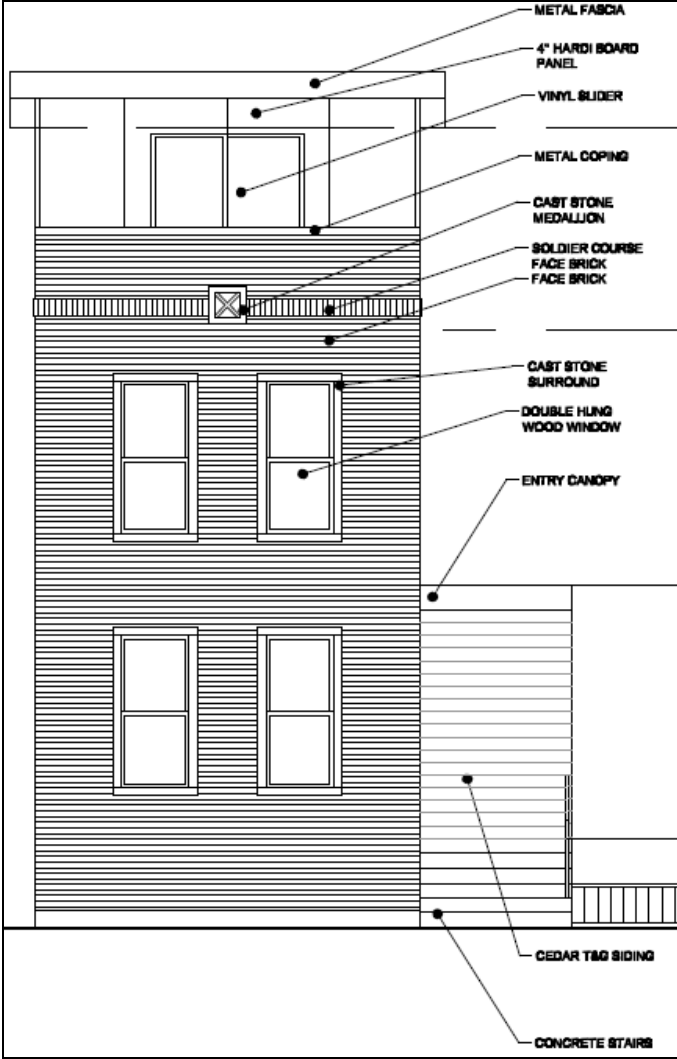 METAL FASCIA
4" HARDI BOARD
PANEL
VINYL SLIDER
METAL COPING
CAST STONE
MEDALLION
SOLDIER COURSE
FACE BRICK
FACE BRICK
CAST STONE
SURROUND
DOUBLE HUNG
WOOD WINDOW
ENTRY CANOPY
CEDAR T&G SIDING
CONCRETE STAIRS